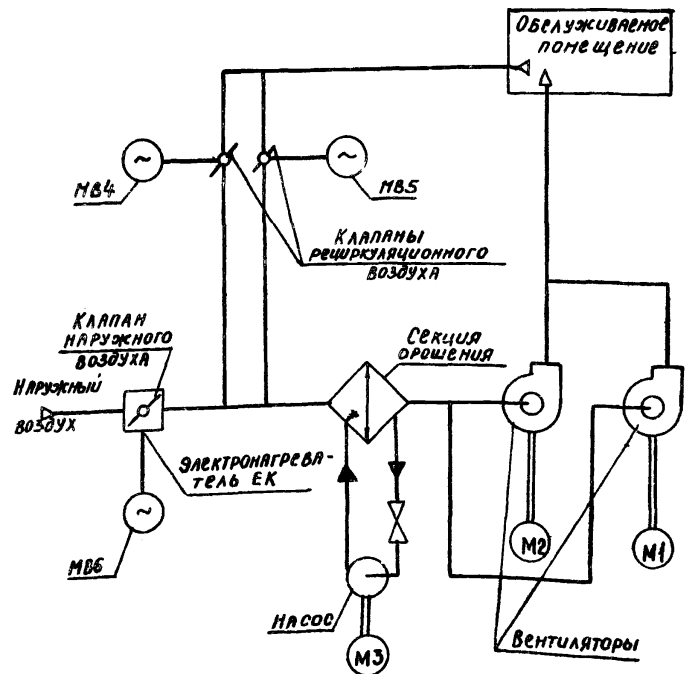 Обслуживаемое
помещение
~
~
МВ4
МВ5
Клапаны
рециркуляционного
воздуха
Клапан
наружного
воздуха
Секция
орошения
Наружный
воздух
Электронагрева-
тель ЕК
~
МВ6
М2
М1
Насос
М3
Вентиляторы